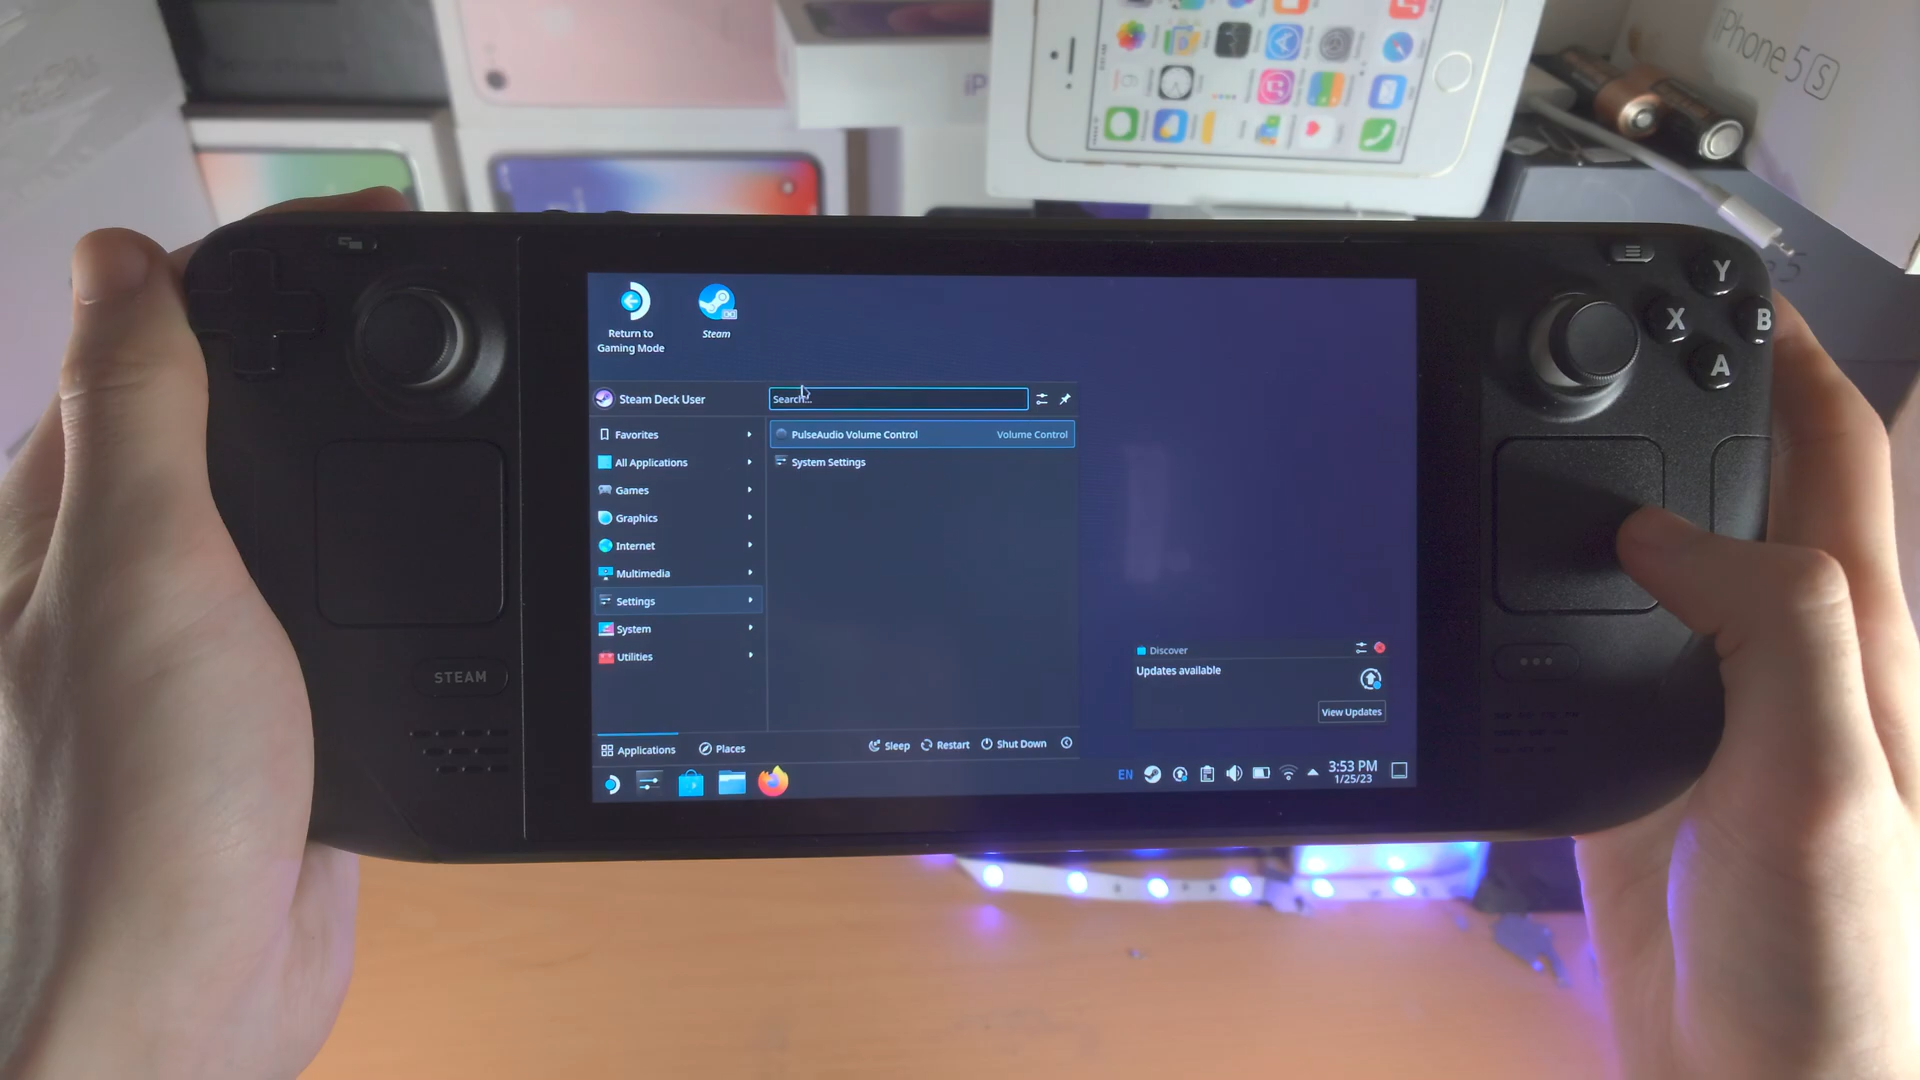 iPhone 5 S
iP
Y
X
B
A
STEAM
Return to
Gaming Mode
Steam
Steam Deck User
Search...
Favorites
All Applications
Games
Graphics
Internet
Multimedia
Settings
System
Utilities
PulseAudio Volume Control
Volume Control
System Settings
Discover
Updates available
View Updates
Applications
Places
Sleep
Restart
Shut Down
EN
3:53 PM
1/25/23